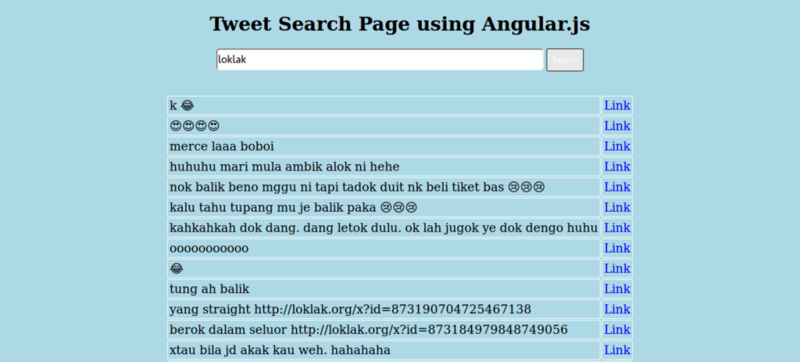 Tweet Search Page using Angular.js
loklak Search
k 😂 Link
😍😍😍😍 Link
merce laaa boboi Link
huhuhu mari mula ambik alok ni hehe Link
nok balik beno mggu ni tapi tadok duit nk beli tiket bas 😢😢😢 Link
kalu tahu tupang mu je balik paka 😢😢😢 Link
kahkahkah dok dang. dang letok dulu. ok lah jugok ye dok dengo huhu Link
ooooooooooo Link
😂 Link
tung ah balik Link
yang straight http://loklak.org/x?id=873190704725467138 Link
berok dalam seluor http://loklak.org/x?id=873184979848749056 Link
xtau bila jd akak kau weh. hahahaha Link